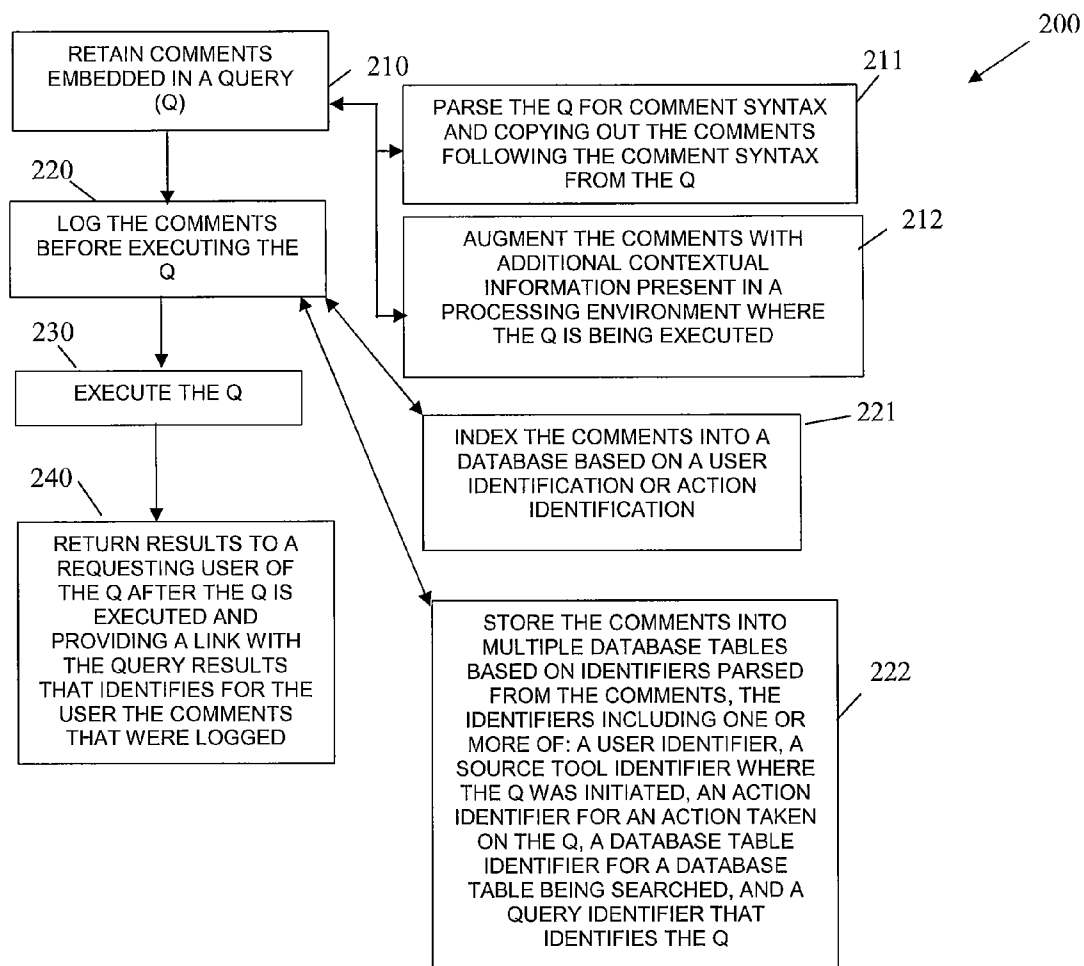 200
RETAIN COMMENTS
EMBEDDED IN A QUERY
(Q)
210
211
PARSE THE Q FOR COMMENT SYNTAX
AND COPYING OUT THE COMMENTS
FOLLOWING THE COMMENT SYNTAX
FROM THE Q
220
LOG THE COMMENTS
BEFORE EXECUTING THE
Q
212
AUGMENT THE COMMENTS WITH
ADDITIONAL CONTEXTUAL
INFORMATION PRESENT IN A
PROCESSING ENVIRONMENT WHERE
THE Q IS BEING EXECUTED
230
EXECUTE THE Q
221
INDEX THE COMMENTS INTO A
DATABASE BASED ON A USER
IDENTIFICATION OR ACTION
IDENTIFICATION
240
RETURN RESULTS TO A
REQUESTING USER OF
THE Q AFTER THE Q IS
EXECUTED AND
PROVIDING A LINK WITH
THE QUERY RESULTS
THAT IDENTIFIES FOR THE
USER THE COMMENTS
THAT WERE LOGGED
222
STORE THE COMMENTS INTO
MULTIPLE DATABASE TABLES
BASED ON IDENTIFIERS PARSED
FROM THE COMMENTS, THE
IDENTIFIERS INCLUDING ONE OR
MORE OF: A USER IDENTIFIER, A
SOURCE TOOL IDENTIFIER WHERE
THE Q WAS INITIATED, AN ACTION
IDENTIFIER FOR AN ACTION TAKEN
ON THE Q, A DATABASE TABLE
IDENTIFIER FOR A DATABASE
TABLE BEING SEARCHED, AND A
QUERY IDENTIFIER THAT
IDENTIFIES THE Q